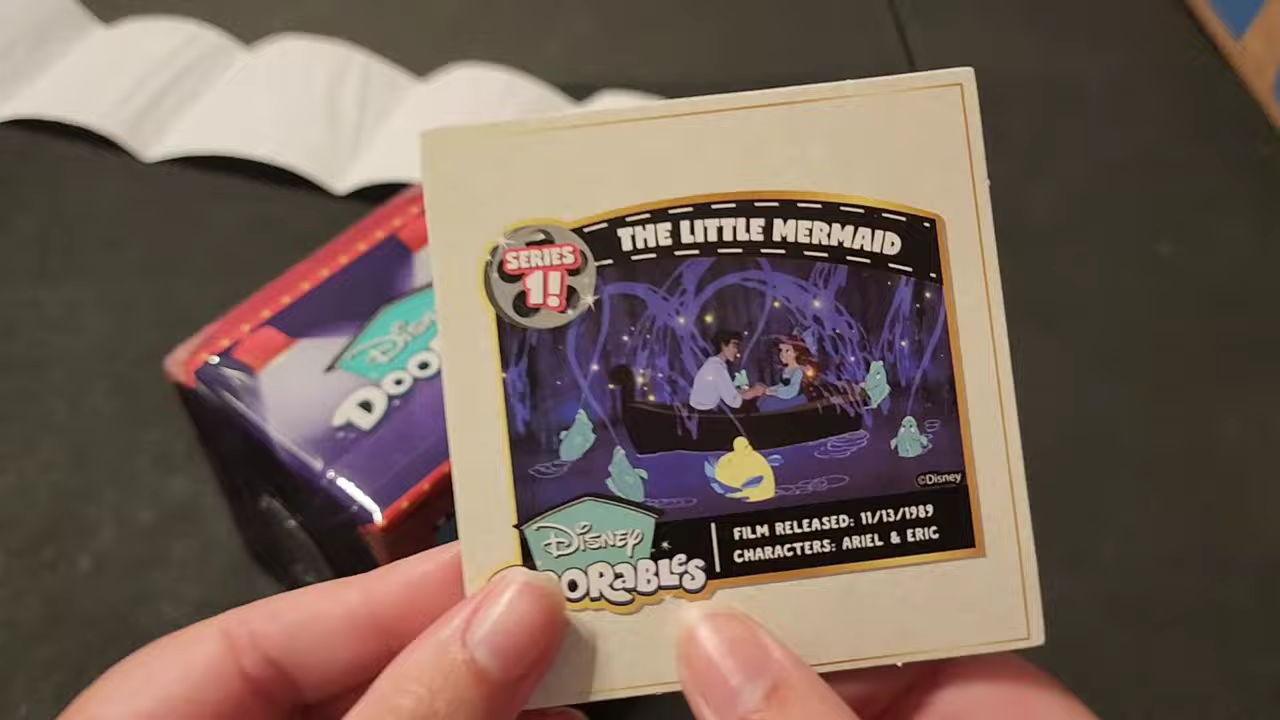 THE LITTLE MERMAID
SERIES
1!
©Disney
Disney
FILM RELEASED: 11/13/1989
CHARACTERS: ARIEL & ERIC